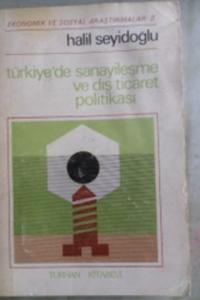 EKONOMİK VE SOSYAL ARAŞTIRMALAR: 2
halil seyidoğlu
türkiye'de sanayileşme
ve dış ticaret
politikası
TURHAN KİTABEVİ